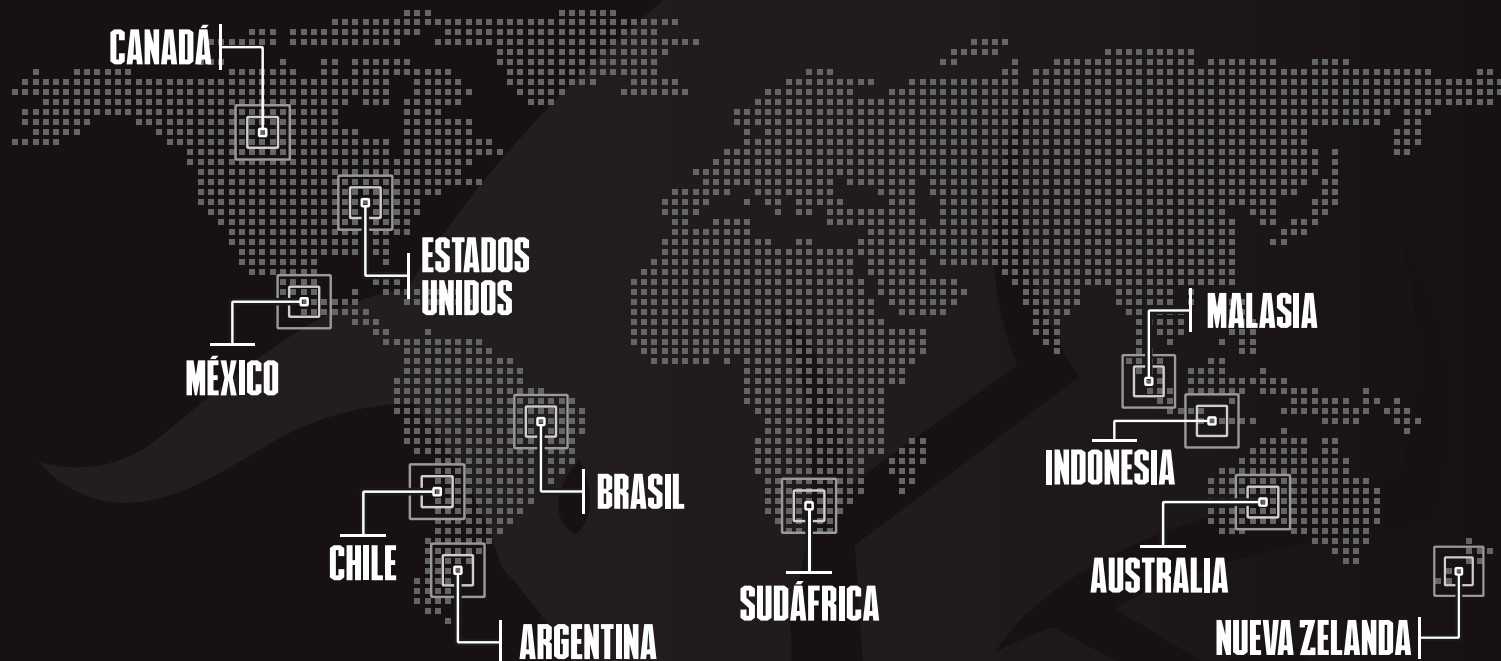 CANADÁ
ESTADOS
UNIDOS
MÉXICO
MALASIA
BRASIL
INDONESIA
CHILE
SUDÁFRICA
AUSTRALIA
ARGENTINA
NUEVA ZELANDA